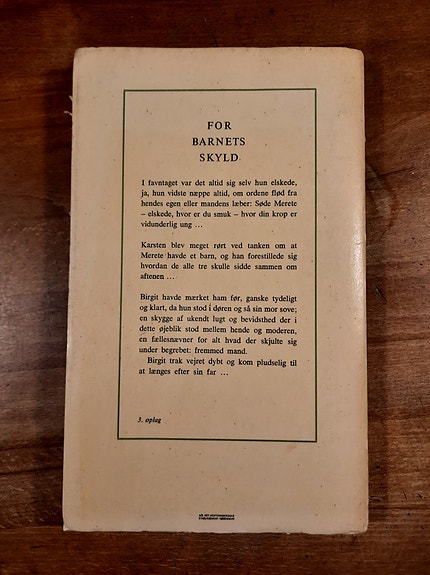 FOR
BARNETS
SKYLD
I favntaget var det altid sig selv hun elskede,
ja, hun vidste næppe altid, om ordene flød fra
hendes egen eller mandens læber: Søde Merete
– elskede, hvor er du smuk – hvor din krop er
vidunderlig ung ...
Karsten blev meget rørt ved tanken om at
Merete havde et barn, og han forestillede sig
hvordan de alle tre skulle sidde sammen om
aftenen ...
Birgit havde mærket ham før, ganske tydeligt
og klart, da hun stod i døren og så sin mor sove;
en skygge af ukendt lugt og bevidsthed der i
dette øjeblik stod mellem hende og moderen,
en fællesnævner for alt hvad der skjulte sig
under begrebet: fremmed mand.
Birgit trak vejret dybt og kom pludselig til
at længes efter sin far ...
3. oplag